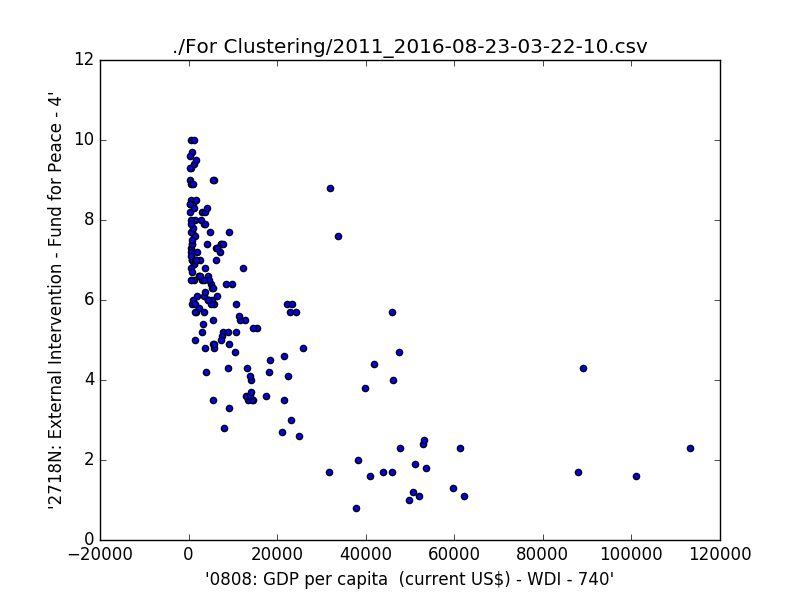 ./For Clustering/2011_2016-08-23-03-22-10.csv
'2718N: External Intervention - Fund for Peace - 4'
12
10
8
6
4
2
0
−20000 0 20000 40000 60000 80000 100000 120000
'0808: GDP per capita  (current US$) - WDI - 740'